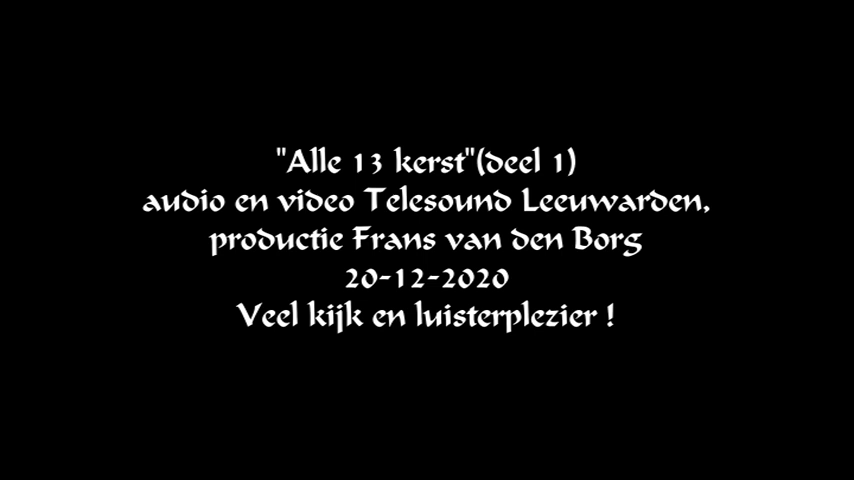 "Alle 13 kerst"(deel 1)
audio en video Telesound Leeuwarden,
productie Frans van den Borg
20-12-2020
Veel kijk en luisterplezier !